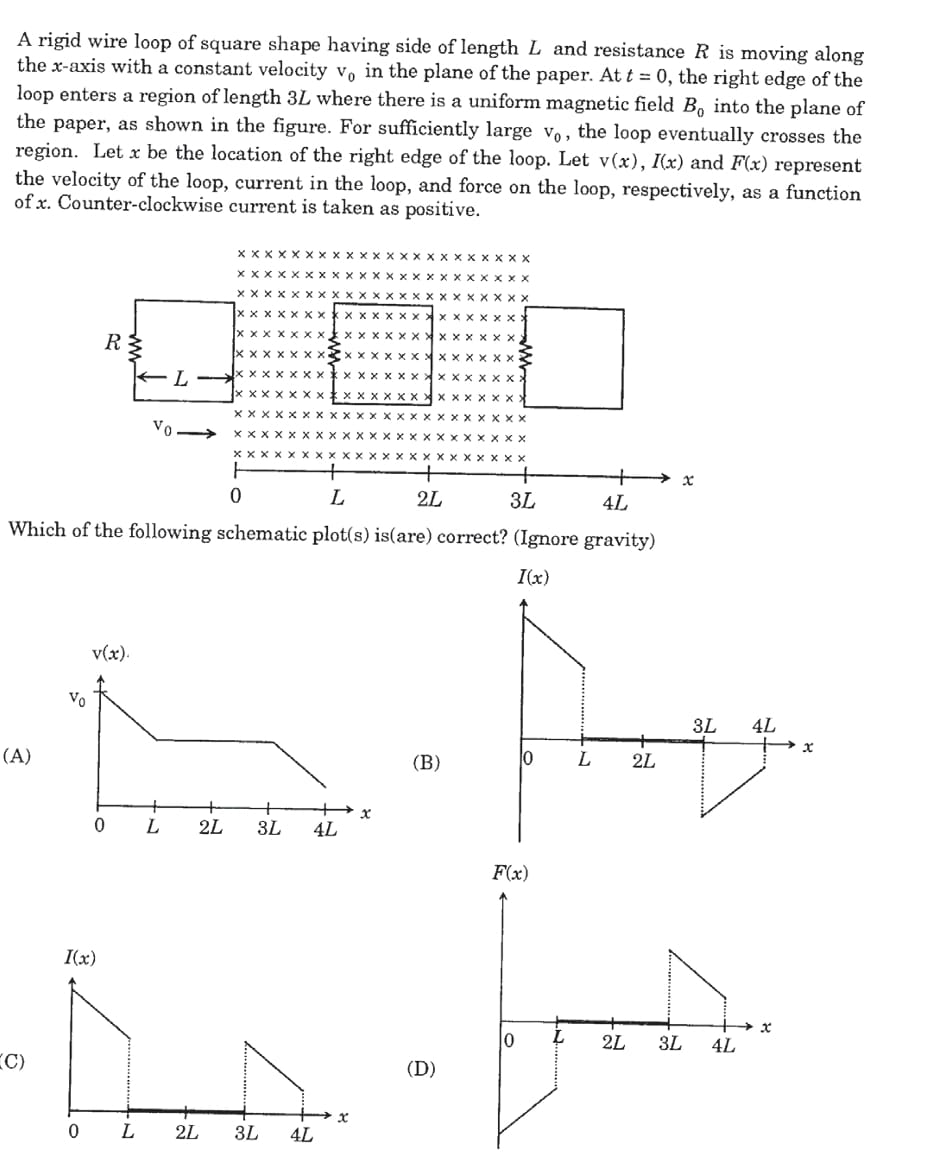 A rigid wire loop of square shape having side of length L and resistance R is moving along
the x-axis with a constant velocity v₀ in the plane of the paper. At t = 0, the right edge of the
loop enters a region of length 3L where there is a uniform magnetic field B₀ into the plane of
the paper, as shown in the figure. For sufficiently large v₀, the loop eventually crosses the
region. Let x be the location of the right edge of the loop. Let v(x), I(x) and F(x) represent
the velocity of the loop, current in the loop, and force on the loop, respectively, as a function
of x. Counter-clockwise current is taken as positive.
R
L
v₀
x
0 L 2L 3L 4L
Which of the following schematic plot(s) is(are) correct? (Ignore gravity)
I(x)
v(x)
v₀
(A)
0 L 2L 3L 4L x
(B)
0 L 2L 3L 4L x
F(x)
I(x)
(C)
0 L 2L 3L 4L x
(D)
0 L 2L 3L 4L x